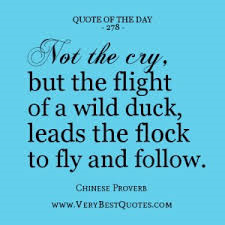 QUOTE OF THE DAY
- 278 -
Not the cry,
but the flight
of a wild duck,
leads the flock
to fly and follow.
CHINESE PROVERB
WWW.VERYBESTQUOTES.COM